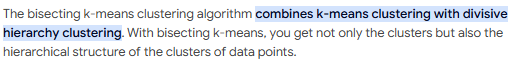 The bisecting k-means clustering algorithm combines k-means clustering with divisive
hierarchy clustering. With bisecting k-means, you get not only the clusters but also the
hierarchical structure of the clusters of data points.